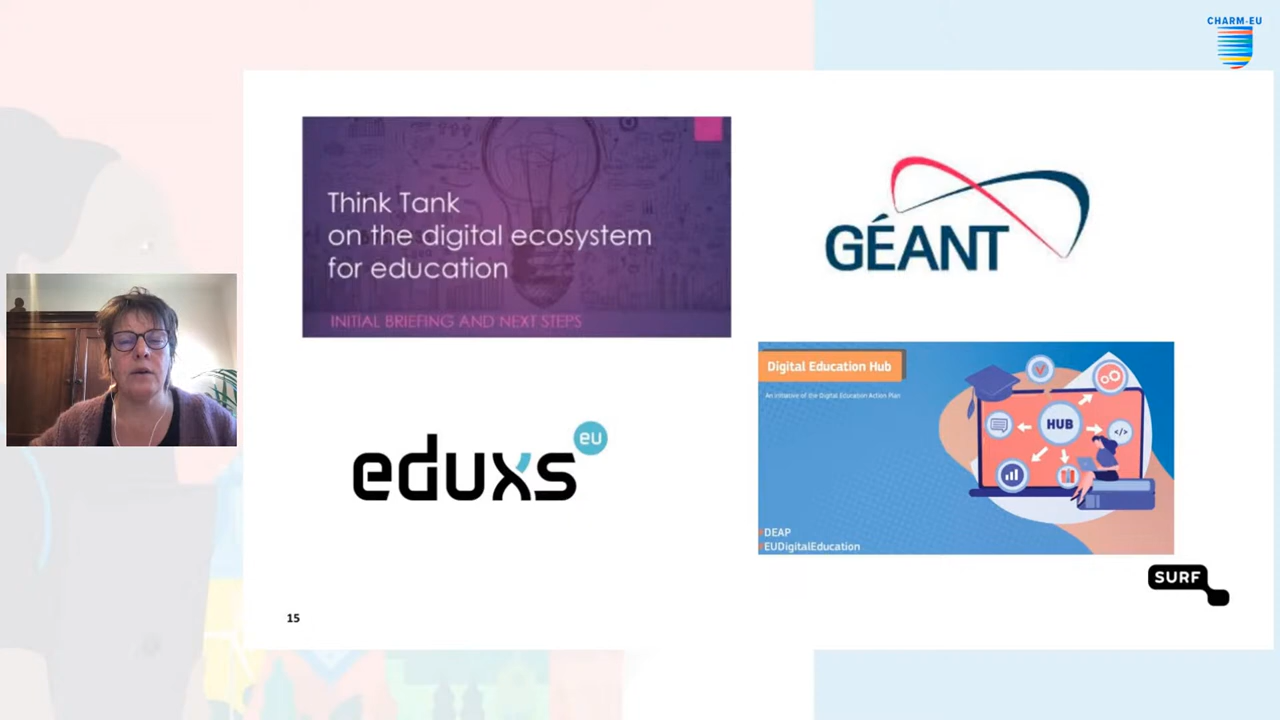 CHARM-EU
Think Tank
on the digital ecosystem
for education
INITIAL BRIEFING AND NEXT STEPS
GÉANT
eduxs
eu
Digital Education Hub
An initiative of the Digital Education Action Plan
HUB
</>
#DEAP
#EUDigitalEducation
SURF
15